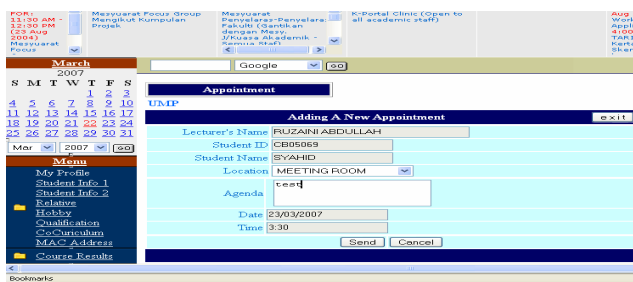 FOR:
11:30 AM -
12:30 PM
(23 Aug
2004)
Mesyuarat
Focus
Mesyuarat Focus Group
Mengikut Kumpulan
Projek
Mesyuarat
Penyelaras-Penyelaras
Fakulti (Gantikan
dengan Mesy.
J/Kuasa Akademik -
Semua Staf)
K-Portal Clinic (Open to
all academic staff)
Aug
Work
Appli
4:00
TAR1
Kerta
Sker
March
2007
S M T W T F S
1 2 3
4 5 6 7 8 9 10
11 12 13 14 15 16 17
18 19 20 21 22 23 24
25 26 27 28 29 30 31
Mar 2007 GO
Menu
My Profile
Student Info 1
Student Info 2
Relative
Hobby
Qualification
CoCuriculum
MAC Address
Course Results
Google GO
Appointment
UMP
Adding A New Appointment
exit
Lecturer's Name RUZAINI ABDULLAH
Student ID CB05069
Student Name SYAHID
Location MEETING ROOM
Agenda test
Date 23/03/2007
Time 3:30
Send Cancel
Bookmarks